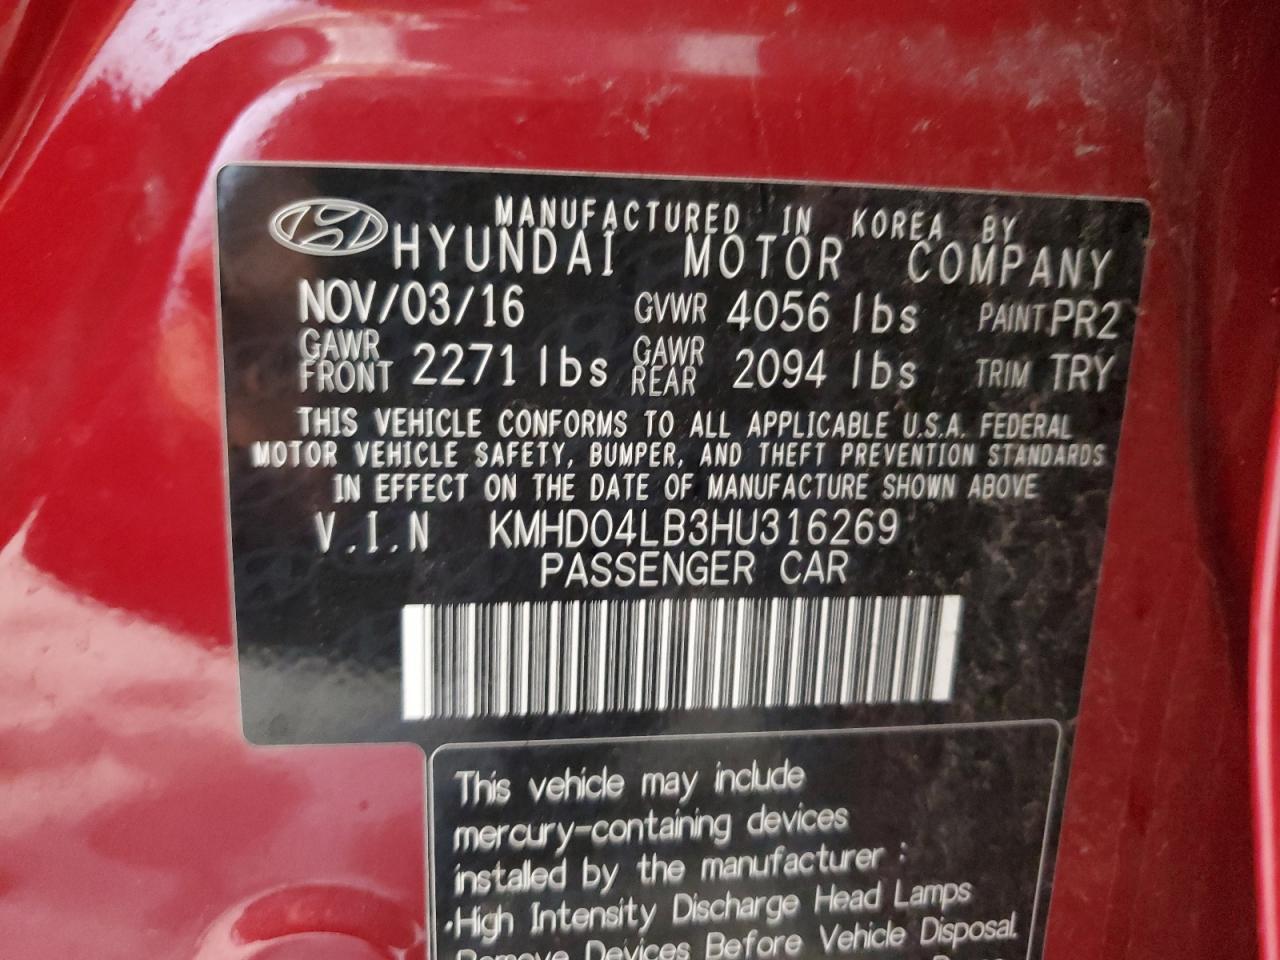 MANUFACTURED IN KOREA BY
HYUNDAI MOTOR COMPANY
NOV/03/16 GVWR 4056 lbs PAINT PR2
GAWR FRONT 2271 lbs GAWR REAR 2094 lbs TRIM TRY
THIS VEHICLE CONFORMS TO ALL APPLICABLE U.S.A. FEDERAL
MOTOR VEHICLE SAFETY, BUMPER, AND THEFT PREVENTION STANDARDS
IN EFFECT ON THE DATE OF MANUFACTURE SHOWN ABOVE
V.I.N KMHD04LB3HU316269
PASSENGER CAR
This vehicle may include
mercury-containing devices
installed by the manufacturer :
·High Intensity Discharge Head Lamps
Remove Devices Before Vehicle Disposal.